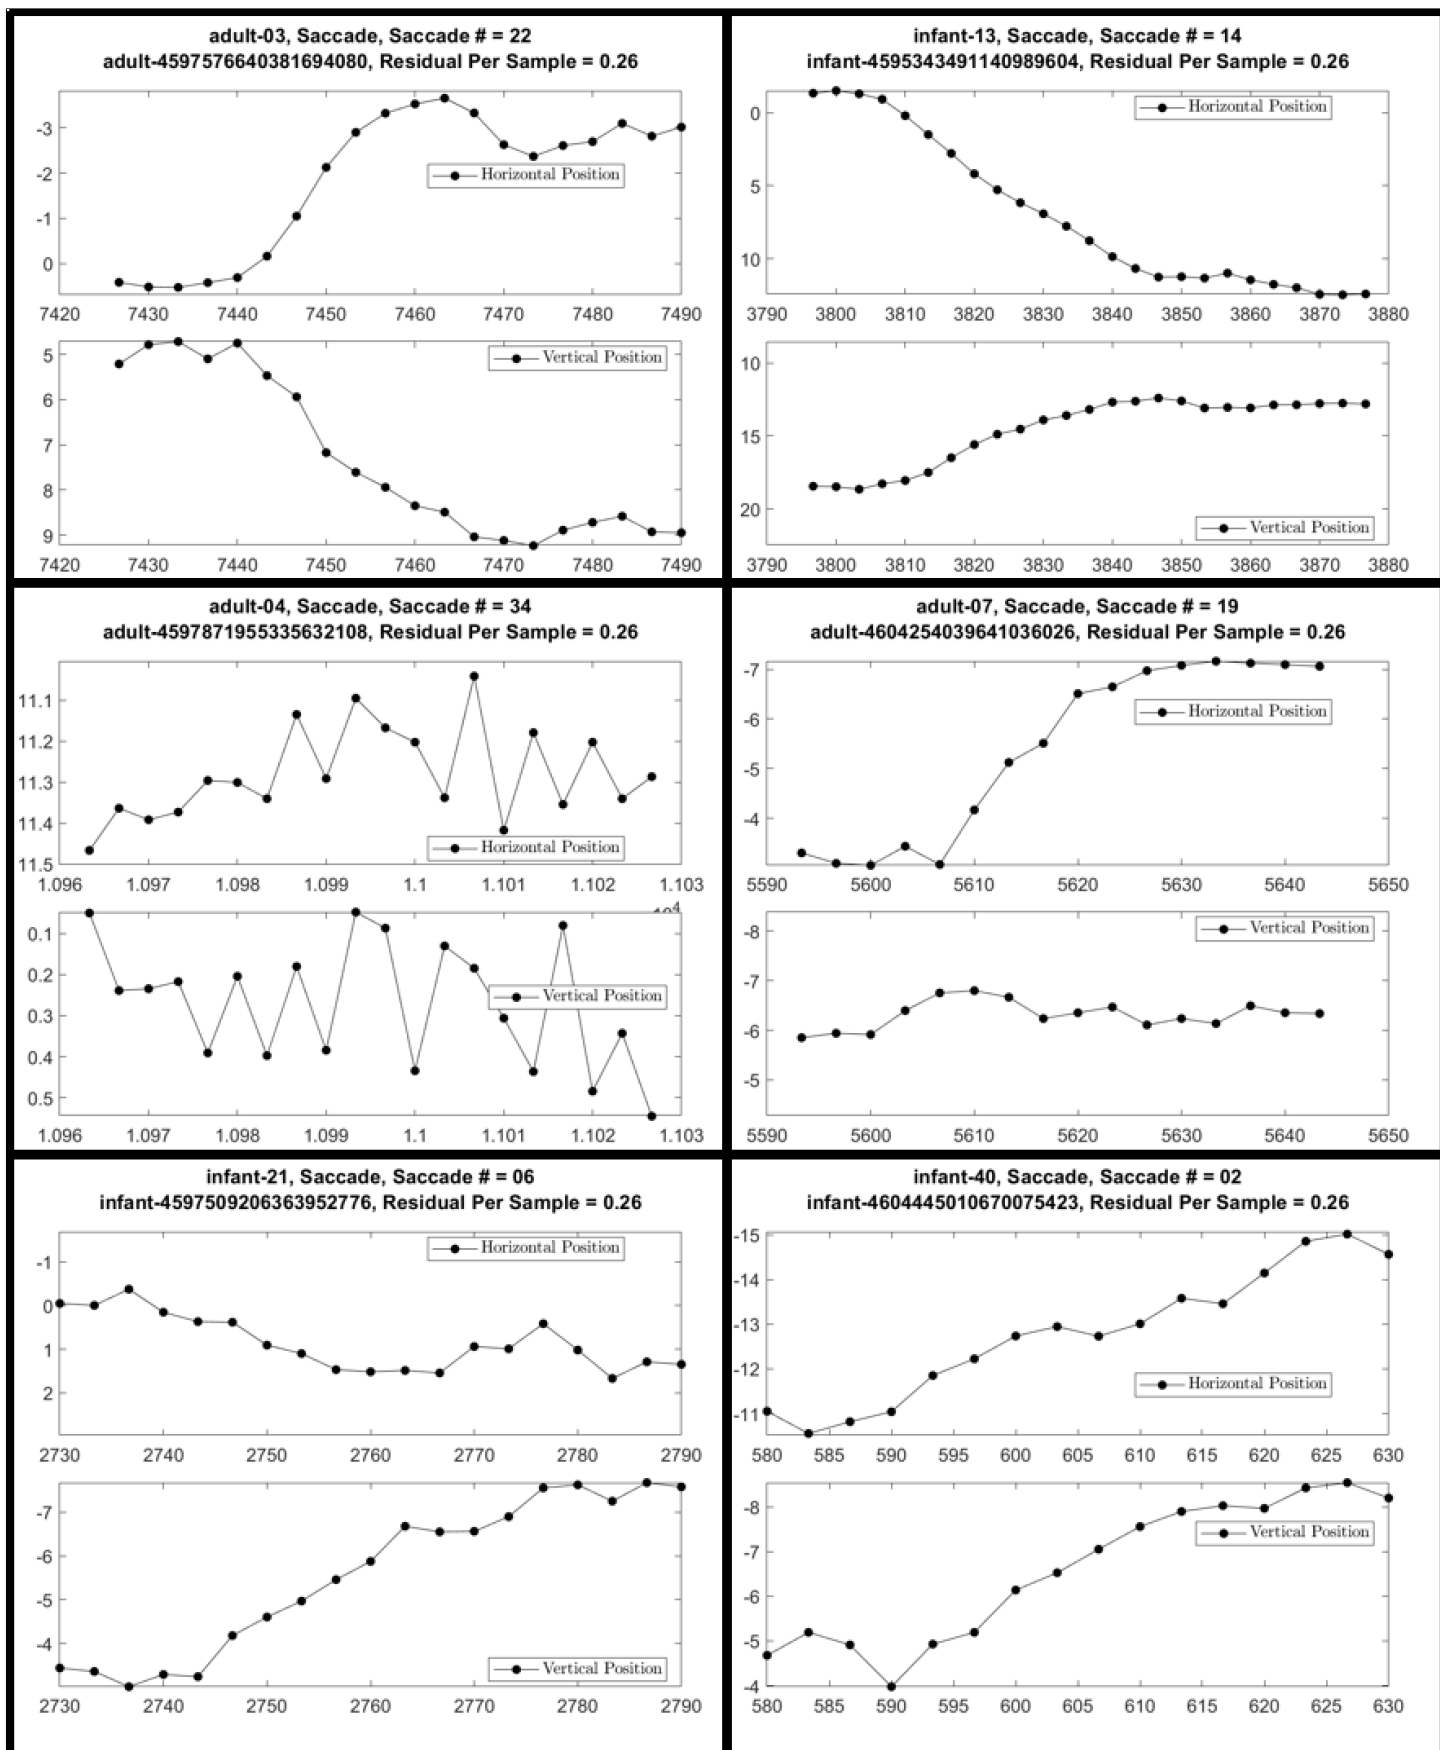 adult-03, Saccade, Saccade # = 22
adult-4597576640381694080, Residual Per Sample = 0.26
-3
-2
-1
0
Horizontal Position
7420 7430 7440 7450 7460 7470 7480 7490
5
6
7
8
9
Vertical Position
7420 7430 7440 7450 7460 7470 7480 7490
infant-13, Saccade, Saccade # = 14
infant-4595343491140989604, Residual Per Sample = 0.26
0
5
10
Horizontal Position
3790 3800 3810 3820 3830 3840 3850 3860 3870 3880
10
15
20
Vertical Position
3790 3800 3810 3820 3830 3840 3850 3860 3870 3880
adult-04, Saccade, Saccade # = 34
adult-4597871955335632108, Residual Per Sample = 0.26
11.1
11.2
11.3
11.4
11.5
Horizontal Position
1.096 1.097 1.098 1.099 1.1 1.101 1.102 1.103
0.1
0.2
0.3
0.4
0.5
Vertical Position
1.096 1.097 1.098 1.099 1.1 1.101 1.102 1.103
adult-07, Saccade, Saccade # = 19
adult-4604254039641036026, Residual Per Sample = 0.26
-7
-6
-5
-4
Horizontal Position
5590 5600 5610 5620 5630 5640 5650
-8
-7
-6
-5
Vertical Position
5590 5600 5610 5620 5630 5640 5650
infant-21, Saccade, Saccade # = 06
infant-4597509206363952776, Residual Per Sample = 0.26
-1
0
1
2
Horizontal Position
2730 2740 2750 2760 2770 2780 2790
-7
-6
-5
-4
Vertical Position
2730 2740 2750 2760 2770 2780 2790
infant-40, Saccade, Saccade # = 02
infant-4604445010670075423, Residual Per Sample = 0.26
-15
-14
-13
-12
-11
Horizontal Position
580 585 590 595 600 605 610 615 620 625 630
-8
-7
-6
-5
-4
Vertical Position
580 585 590 595 600 605 610 615 620 625 630